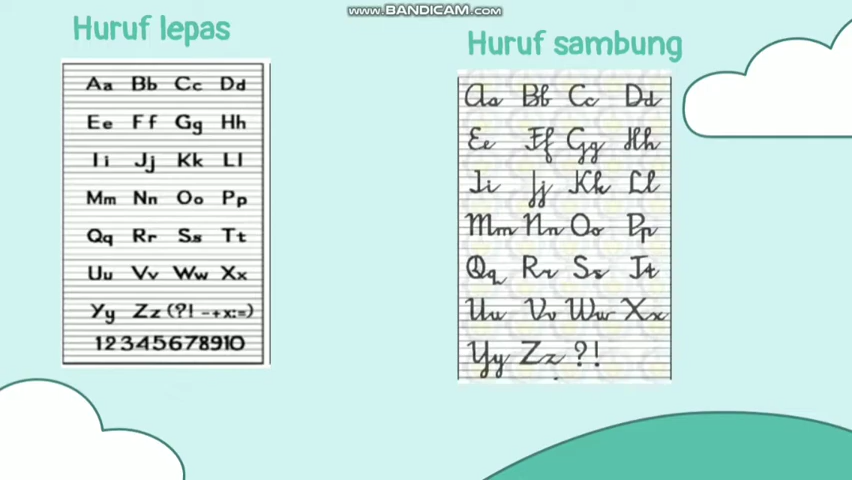 www.BANDICAM.com
Huruf lepas
Aa Bb Cc Dd
Ee Ff Gg Hh
Ii Jj Kk Ll
Mm Nn Oo Pp
Qq Rr Ss Tt
Uu Vv Ww Xx
Yy Zz (?! -+x:=)
12345678910
Huruf sambung
Aa Bb Cc Dd
Ee Ff Gg Hh
Ii Jj Kk Ll
Mm Nn Oo Pp
Qq Rr Ss Tt
Uu Vv Ww Xx
Yy Zz ?!